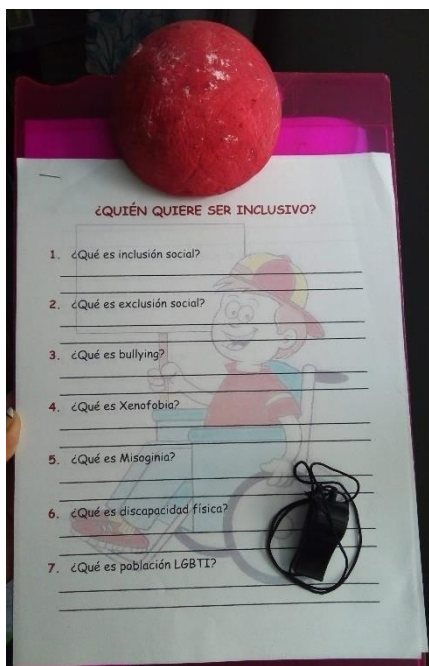 ¿QUIÉN QUIERE SER INCLUSIVO?
1. ¿Qué es inclusión social?
2. ¿Qué es exclusión social?
3. ¿Qué es bullying?
4. ¿Qué es Xenofobia?
5. ¿Qué es Misoginia?
6. ¿Qué es discapacidad física?
7. ¿Qué es población LGBTI?